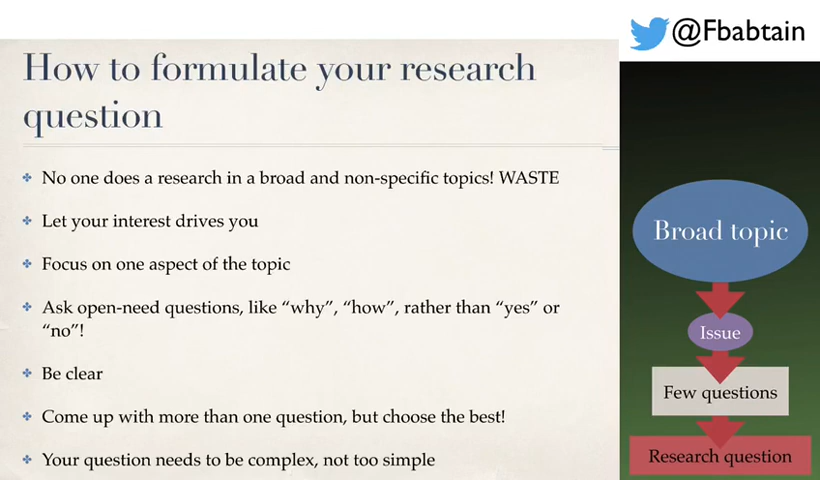 @Fbabtain
How to formulate your research
question
No one does a research in a broad and non-specific topics! WASTE
Let your interest drives you
Focus on one aspect of the topic
Ask open-need questions, like “why”, “how”, rather than “yes” or
“no”!
Be clear
Come up with more than one question, but choose the best!
Your question needs to be complex, not too simple
Broad topic
Issue
Few questions
Research question